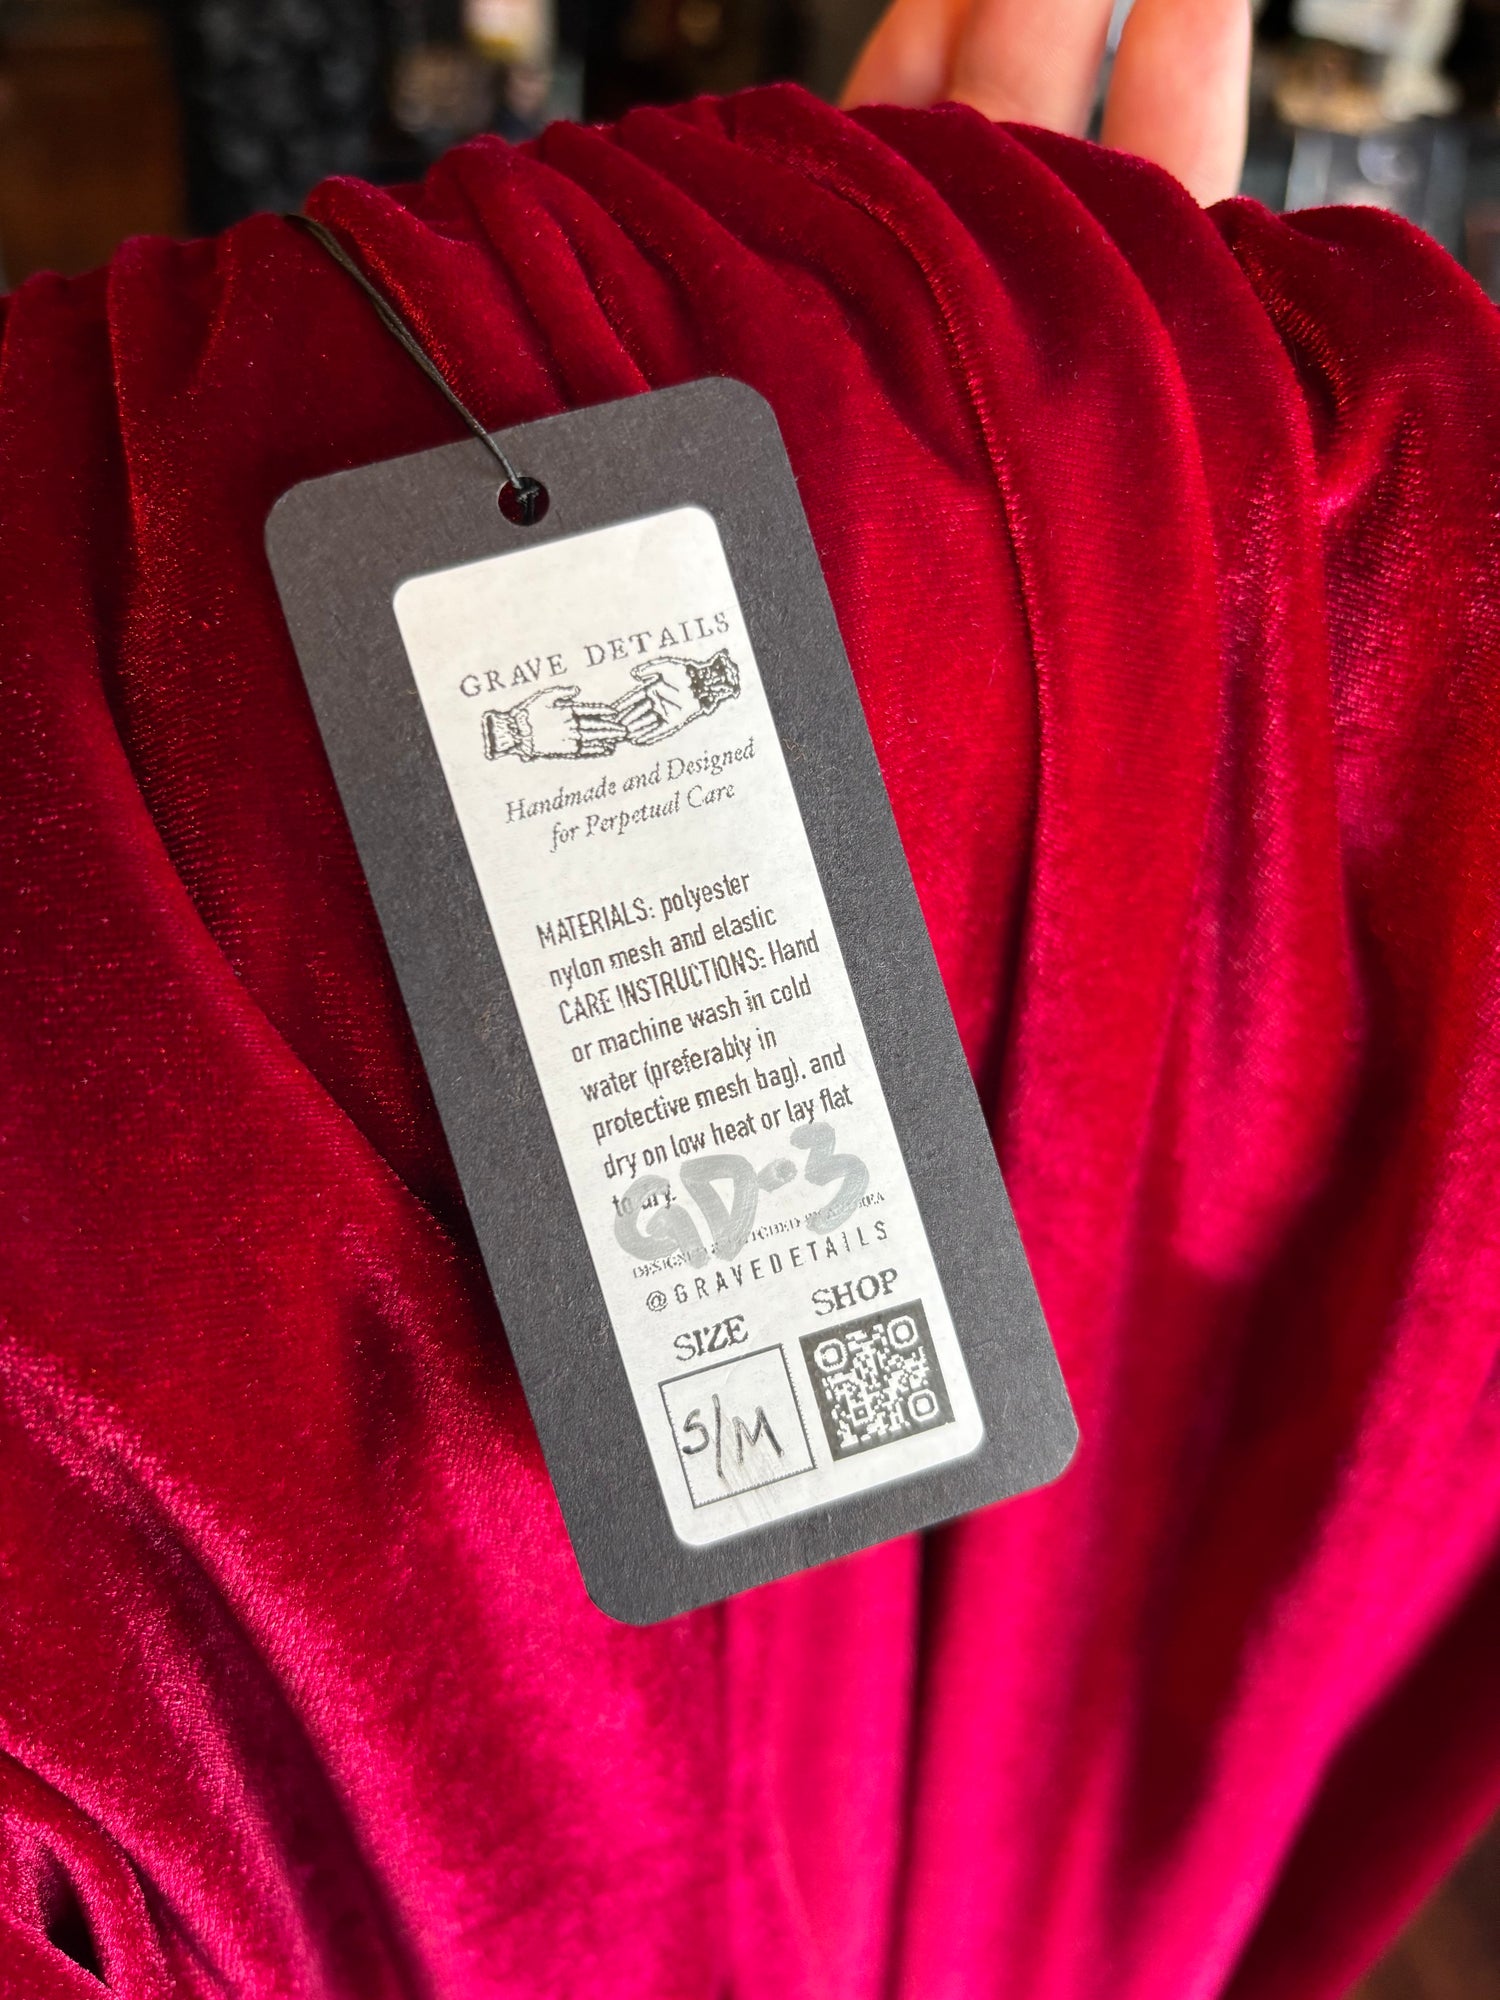 GRAVE DETAILS
Handmade and Designed
for Perpetual Care
MATERIALS: polyester
nylon mesh and elastic
CARE INSTRUCTIONS: Hand
or machine wash in cold
water (preferably in
protective mesh bag). and
dry on low heat or lay flat
to dry.
GD•3
@GRAVEDETAILS
SIZE
SHOP
S/M